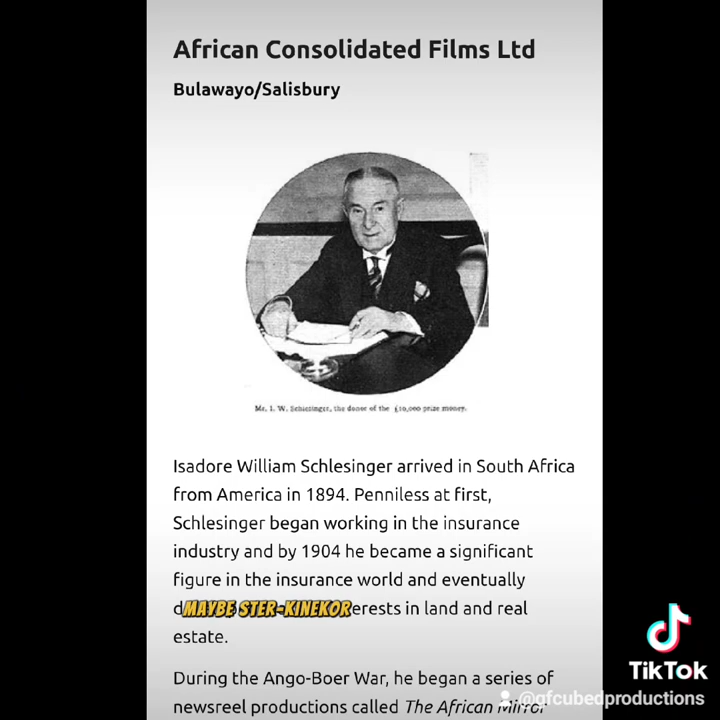 African Consolidated Films Ltd
Bulawayo/Salisbury
Mr. I. W. Schlesinger, the donor of the £10,000 prize money.
Isadore William Schlesinger arrived in South Africa
from America in 1894. Penniless at first,
Schlesinger began working in the insurance
industry and by 1904 he became a significant
figure in the insurance world and eventually
d MAYBE STER-KINEKOR erests in land and real
estate.
During the Ango-Boer War, he began a series of
newsreel productions called The African Mirror
TikTok
@gfcubedproductions